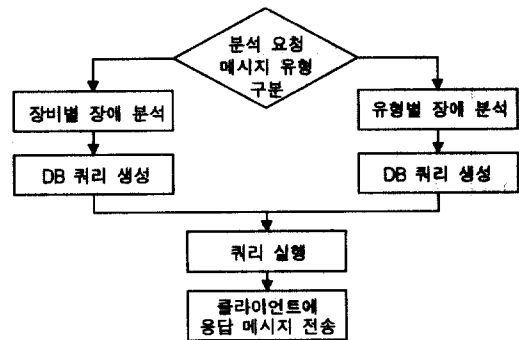 분석 요청
메시지 유형
구분
장비별 장애 분석
유형별 장애 분석
DB 쿼리 생성
DB 쿼리 생성
쿼리 실행
클라이언트에
응답 메시지 전송